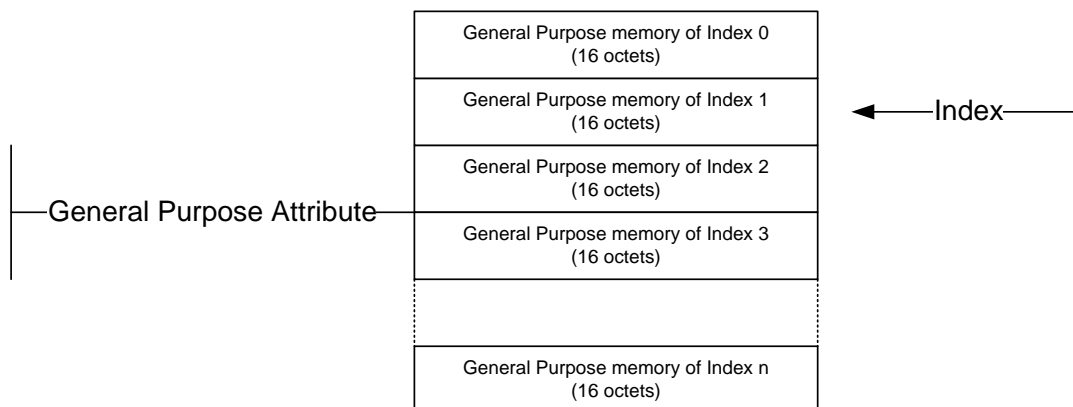 General Purpose memory of Index 0
(16 octets)
General Purpose memory of Index 1
(16 octets)
Index
General Purpose memory of Index 2
(16 octets)
General Purpose Attribute
General Purpose memory of Index 3
(16 octets)
General Purpose memory of Index n
(16 octets)